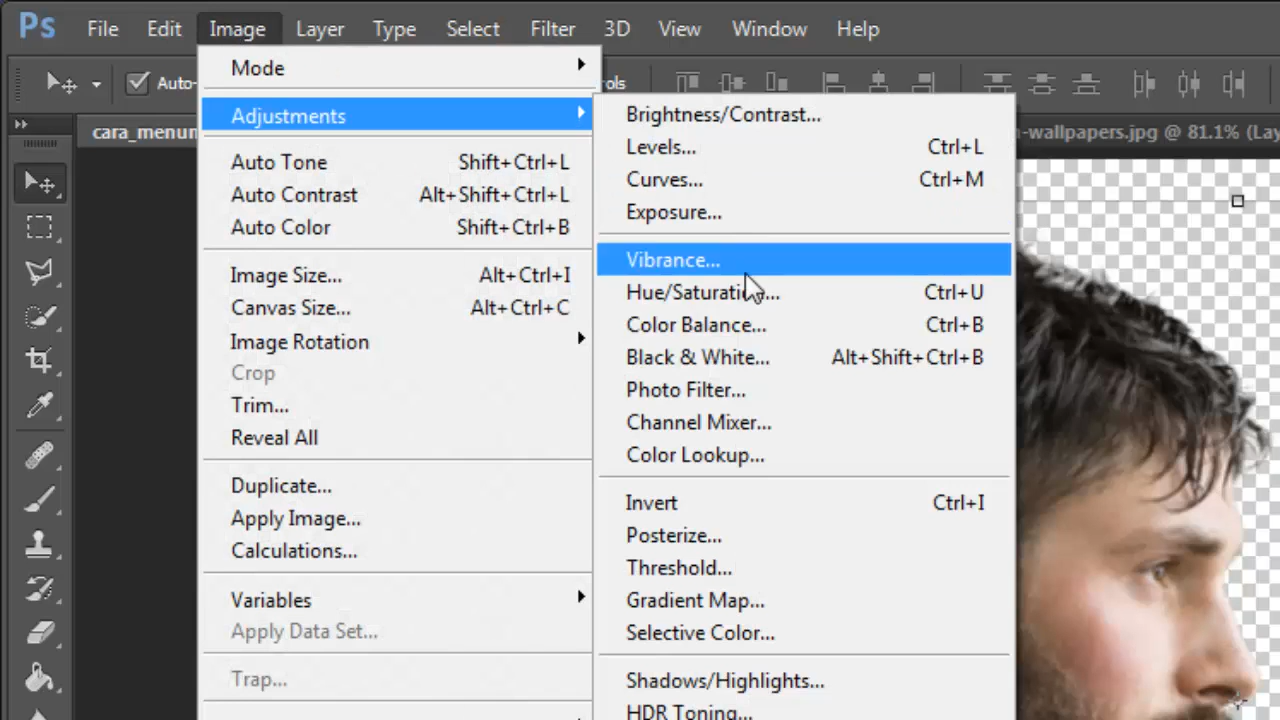 Ps File Edit Image Layer Type Select Filter 3D View Window Help
Auto-
cara_menun
-wallpapers.jpg @ 81.1% (Lay
Mode
Adjustments
Auto Tone Shift+Ctrl+L
Auto Contrast Alt+Shift+Ctrl+L
Auto Color Shift+Ctrl+B
Image Size... Alt+Ctrl+I
Canvas Size... Alt+Ctrl+C
Image Rotation
Crop
Trim...
Reveal All
Duplicate...
Apply Image...
Calculations...
Variables
Apply Data Set...
Trap...
Brightness/Contrast...
Levels... Ctrl+L
Curves... Ctrl+M
Exposure...
Vibrance...
Hue/Saturation... Ctrl+U
Color Balance... Ctrl+B
Black & White... Alt+Shift+Ctrl+B
Photo Filter...
Channel Mixer...
Color Lookup...
Invert Ctrl+I
Posterize...
Threshold...
Gradient Map...
Selective Color...
Shadows/Highlights...
HDR Toning...